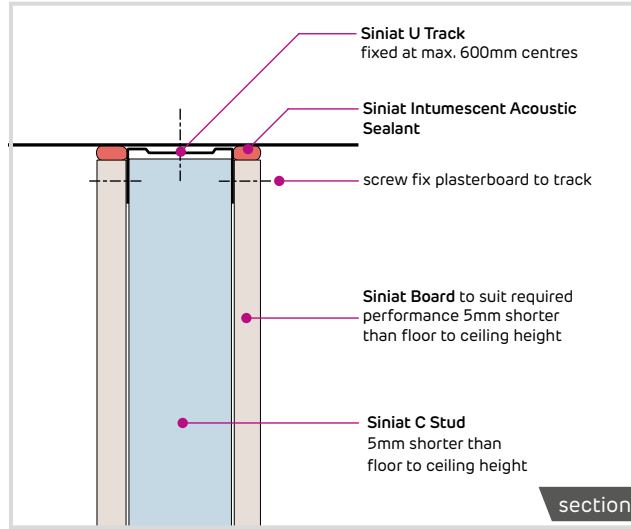 Siniat U Track
fixed at max. 600mm centres
Siniat Intumescent Acoustic
Sealant
screw fix plasterboard to track
Siniat Board to suit required
performance 5mm shorter
than floor to ceiling height
Siniat C Stud
5mm shorter than
floor to ceiling height
section